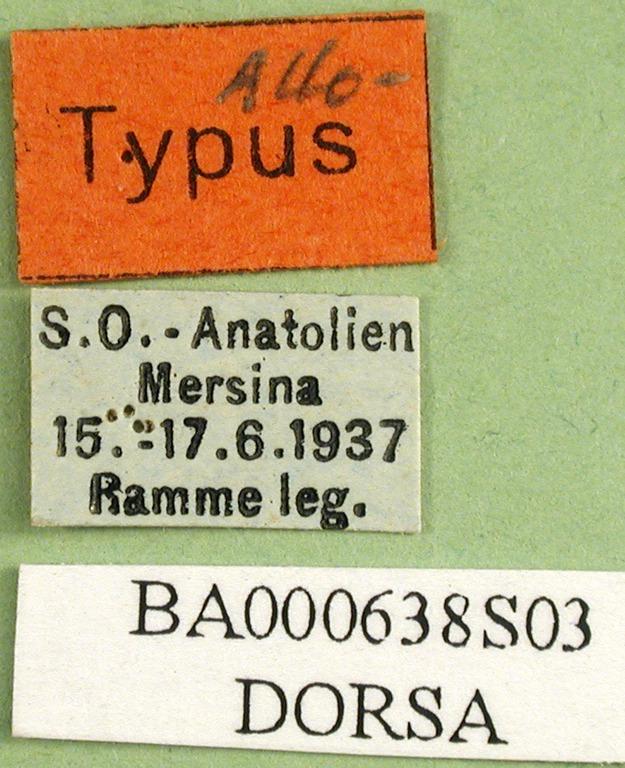 Allo-
Typus
S.O.-Anatolien
Mersina
15.-17.6.1937
Ramme leg.
BA000638S03
DORSA